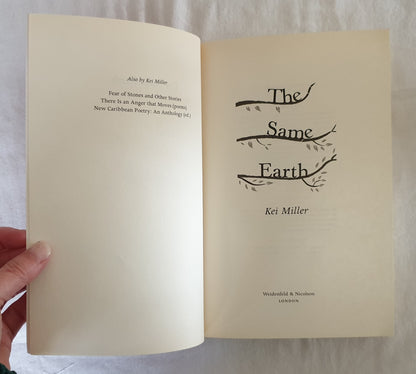 Also by Kei Miller
Fear of Stones and Other Stories
There Is an Anger that Moves (poems)
New Caribbean Poetry: An Anthology (ed.)
The
Same
Earth
Kei Miller
Weidenfeld & Nicolson
LONDON